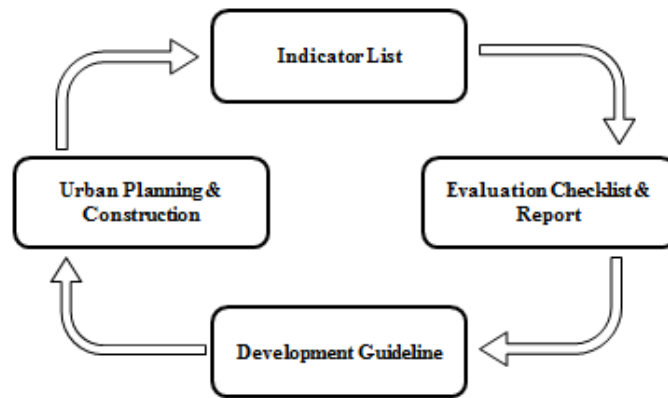 Indicator List
Urban Planning &
Construction
Evaluation Checklist &
Report
Development Guideline